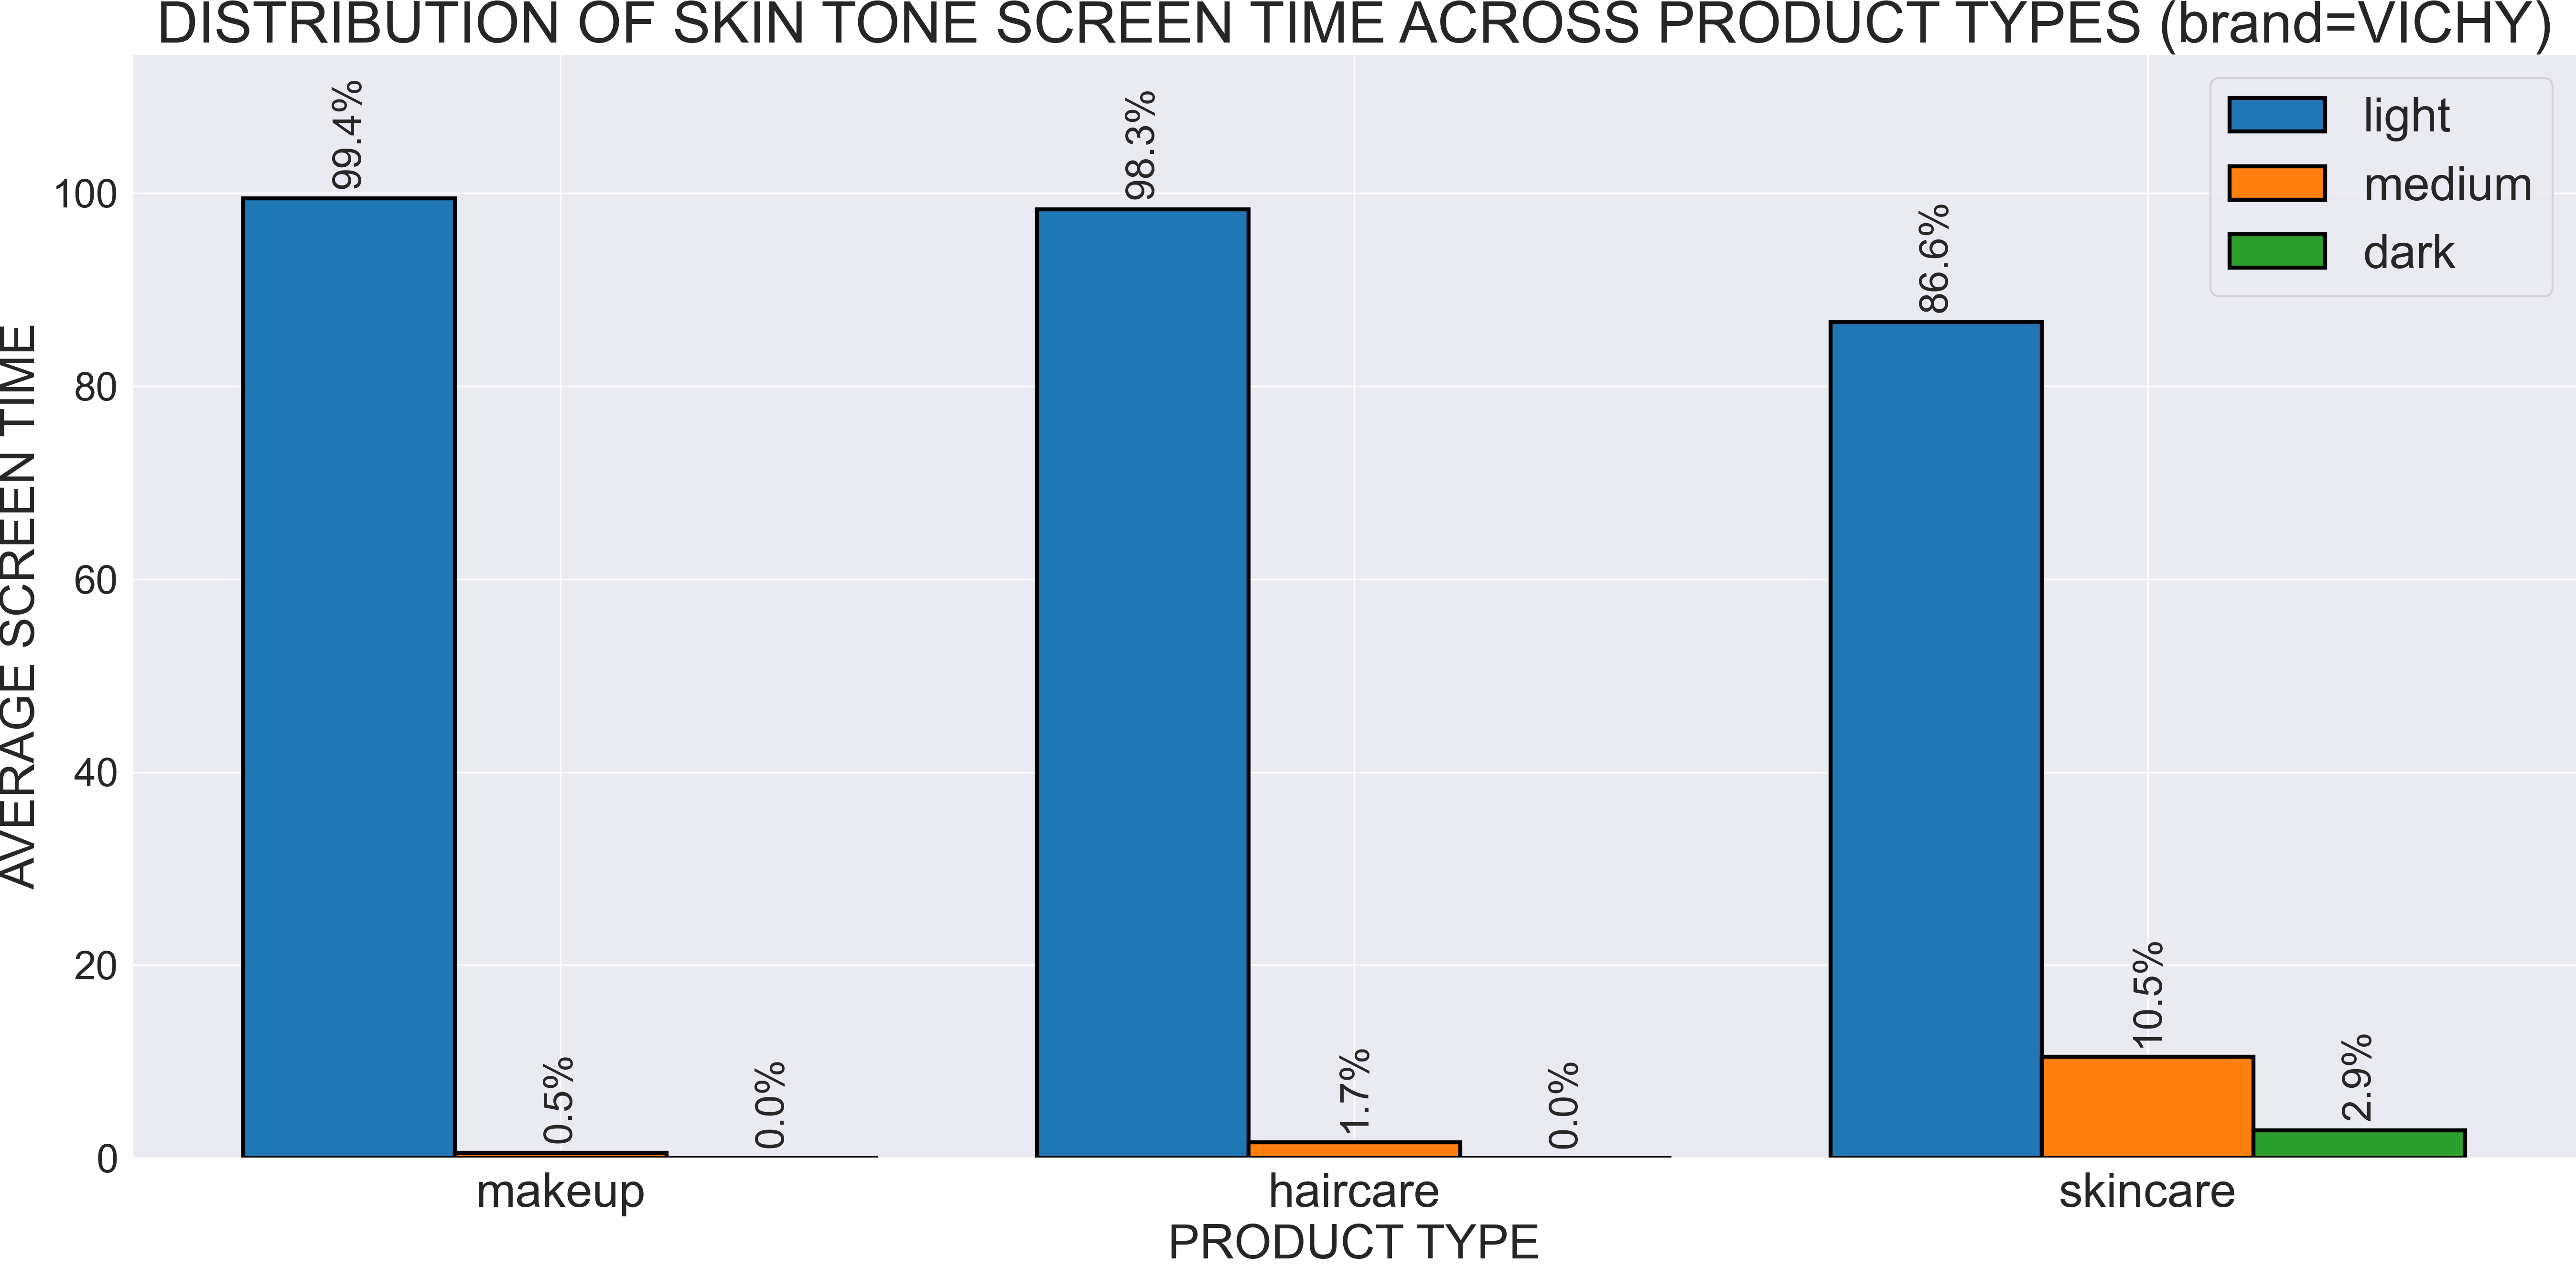 DISTRIBUTION OF SKIN TONE SCREEN TIME ACROSS PRODUCT TYPES (brand=VICHY)
light
medium
dark
AVERAGE SCREEN TIME
100
80
60
40
20
0
99.4%
0.5%
0.0%
98.3%
1.7%
0.0%
86.6%
10.5%
2.9%
makeup
haircare
skincare
PRODUCT TYPE